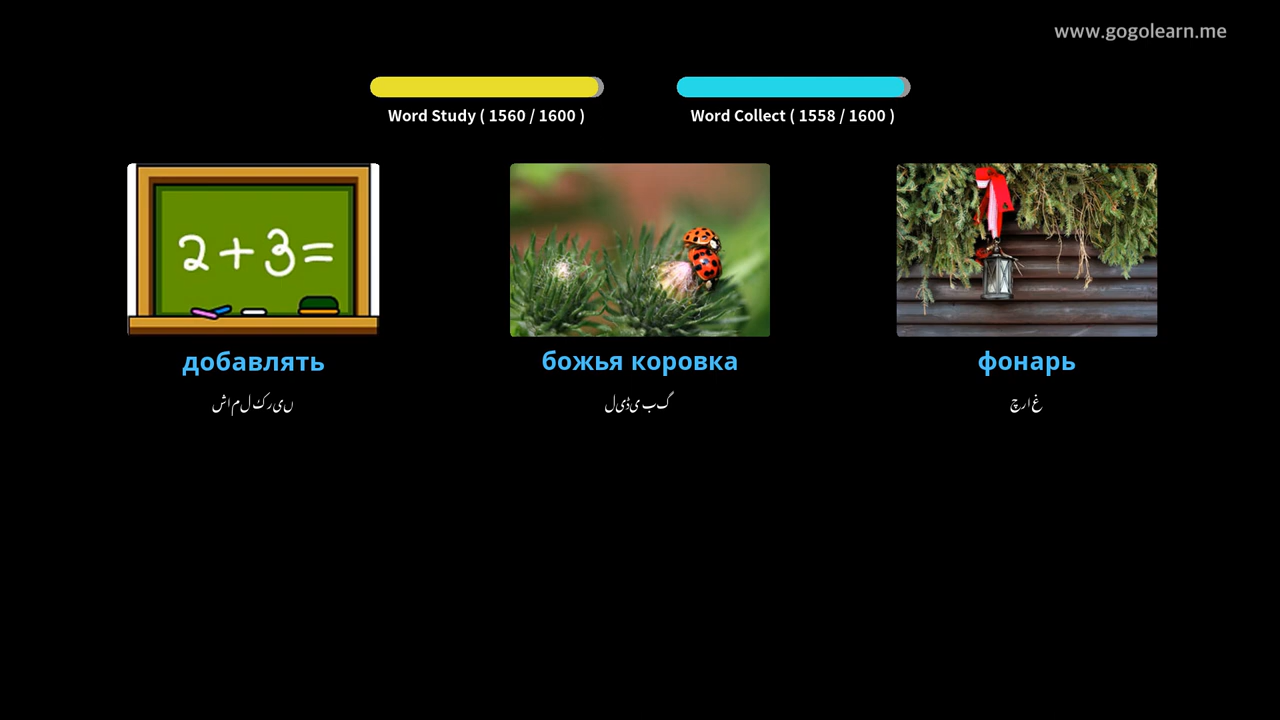 www.gogolearn.me
Word Study ( 1560 / 1600 )
Word Collect ( 1558 / 1600 )
2+3=
добавлять
божья коровка
фонарь
شامل کریں
لیڈی بگ
چراغ